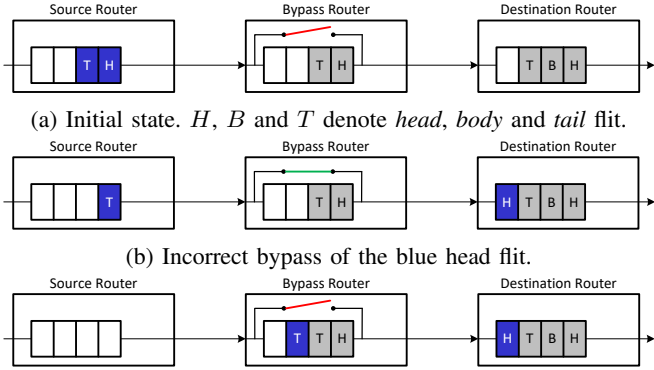 Source Router Bypass Router Destination Router
T H T H T B H
(a) Initial state. H, B and T denote head, body and tail flit.
Source Router Bypass Router Destination Router
T T H H T B H
(b) Incorrect bypass of the blue head flit.
Source Router Bypass Router Destination Router
T T H H T B H